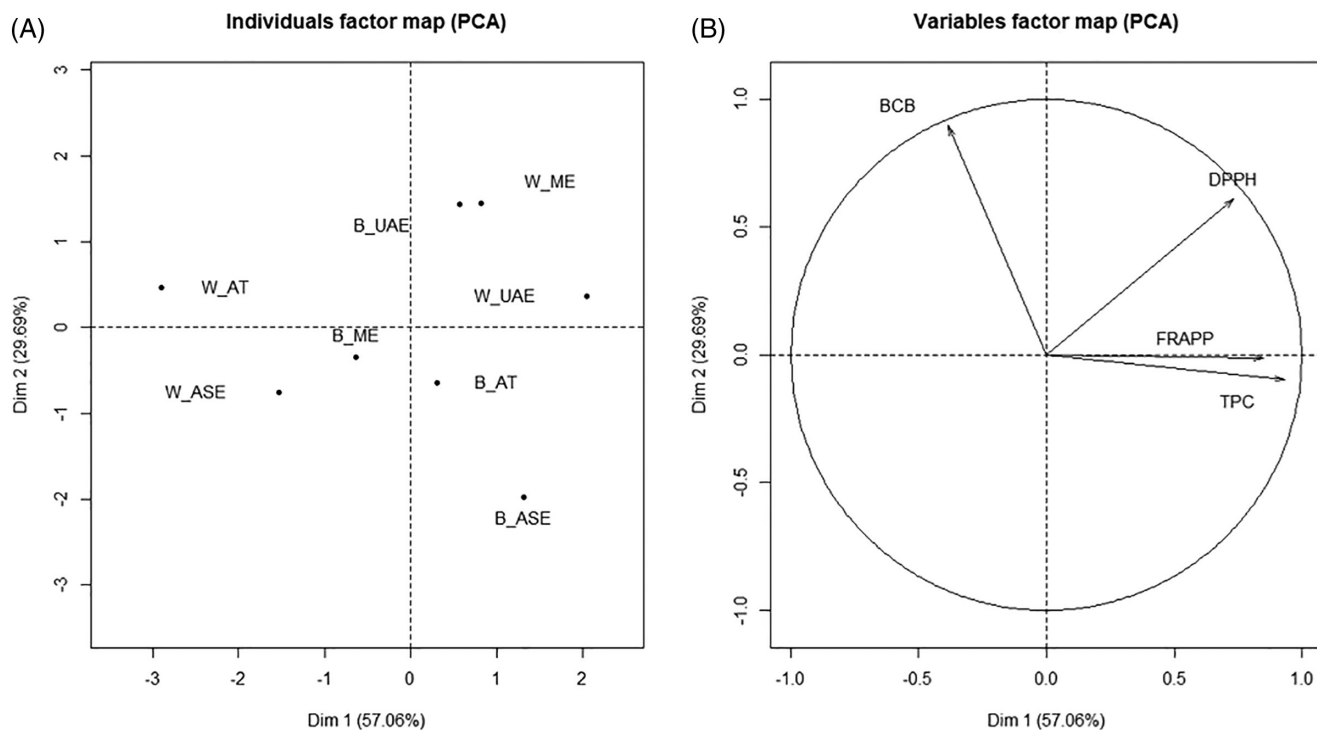 (A)
Individuals factor map (PCA)
3
2
1
0
-1
-2
-3
Dim 2 (29.69%)
W_ME
B_UAE
W_AT
W_UAE
B_ME
B_AT
W_ASE
B_ASE
-3 -2 -1 0 1 2
Dim 1 (57.06%)
(B)
Variables factor map (PCA)
1.0
0.5
0.0
-0.5
-1.0
Dim 2 (29.69%)
BCB
DPPH
FRAPP
TPC
-1.0 -0.5 0.0 0.5 1.0
Dim 1 (57.06%)